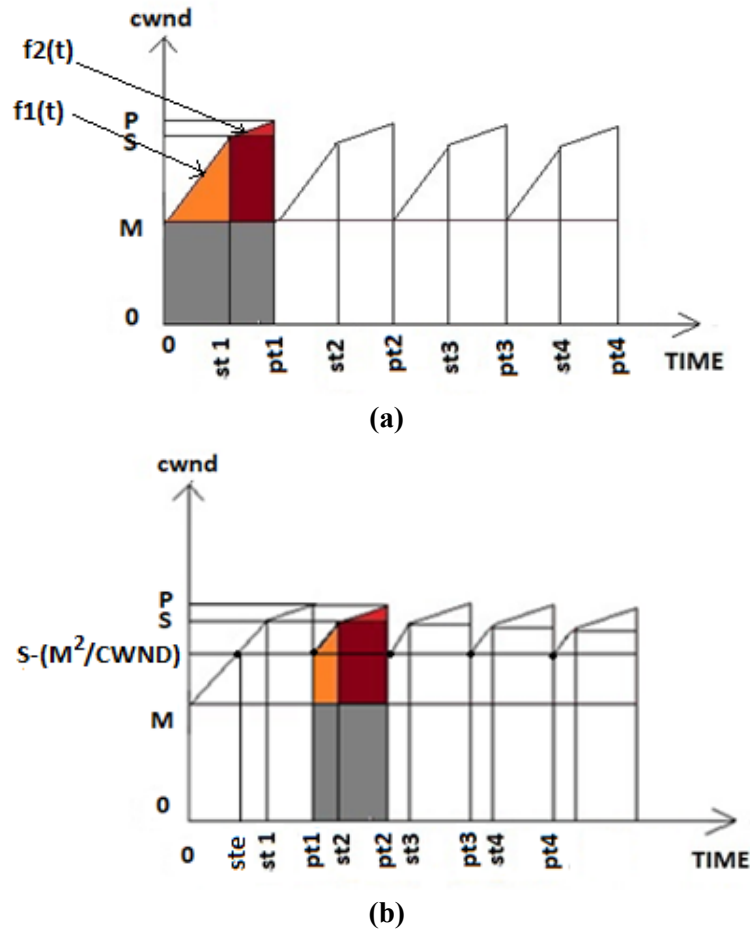 cwnd
f2(t)
f1(t)
P
S
M
0
0 st 1 pt1 st2 pt2 st3 pt3 st4 pt4 TIME
(a)
cwnd
P
S
S-(M²/CWND)
M
0
0 ste st 1 pt1 st2 pt2 st3 pt3 st4 pt4 TIME
(b)